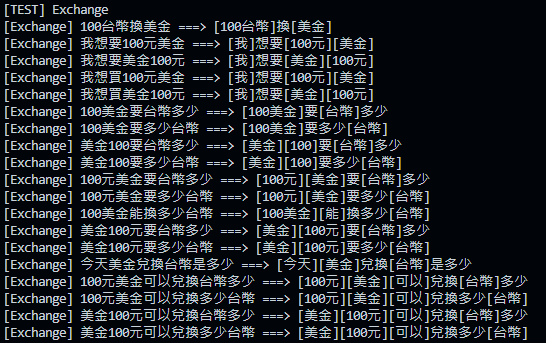 [TEST] Exchange
[Exchange] 100台幣換美金 ===> [100台幣]換[美金]
[Exchange] 我想要100元美金 ===> [我]想要[100元][美金]
[Exchange] 我想要美金100元 ===> [我]想要[美金][100元]
[Exchange] 我想買100元美金 ===> [我]想要[100元][美金]
[Exchange] 我想買美金100元 ===> [我]想要[美金][100元]
[Exchange] 100美金要台幣多少 ===> [100美金]要[台幣]多少
[Exchange] 100美金要多少台幣 ===> [100美金]要多少[台幣]
[Exchange] 美金100要台幣多少 ===> [美金][100]要[台幣]多少
[Exchange] 美金100要多少台幣 ===> [美金][100]要多少[台幣]
[Exchange] 100元美金要台幣多少 ===> [100元][美金]要[台幣]多少
[Exchange] 100元美金要多少台幣 ===> [100元][美金]要多少[台幣]
[Exchange] 100美金能換多少台幣 ===> [100美金][能]換多少[台幣]
[Exchange] 美金100元要台幣多少 ===> [美金][100元]要[台幣]多少
[Exchange] 美金100元要多少台幣 ===> [美金][100元]要多少[台幣]
[Exchange] 今天美金兌換台幣是多少 ===> [今天][美金]兌換[台幣]是多少
[Exchange] 100元美金可以兌換台幣多少 ===> [100元][美金][可以]兌換[台幣]多少
[Exchange] 100元美金可以兌換多少台幣 ===> [100元][美金][可以]兌換多少[台幣]
[Exchange] 美金100元可以兌換台幣多少 ===> [美金][100元][可以]兌換[台幣]多少
[Exchange] 美金100元可以兌換多少台幣 ===> [美金][100元][可以]兌換多少[台幣]